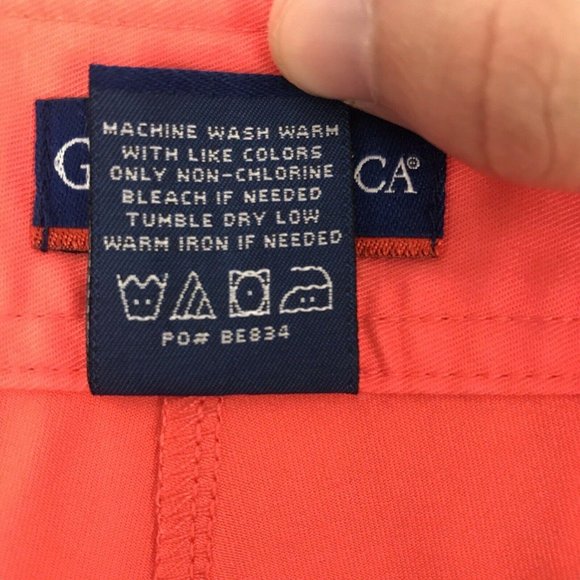 MACHINE WASH WARM
WITH LIKE COLORS
ONLY NON-CHLORINE
BLEACH IF NEEDED
TUMBLE DRY LOW
WARM IRON IF NEEDED
PO# BE834